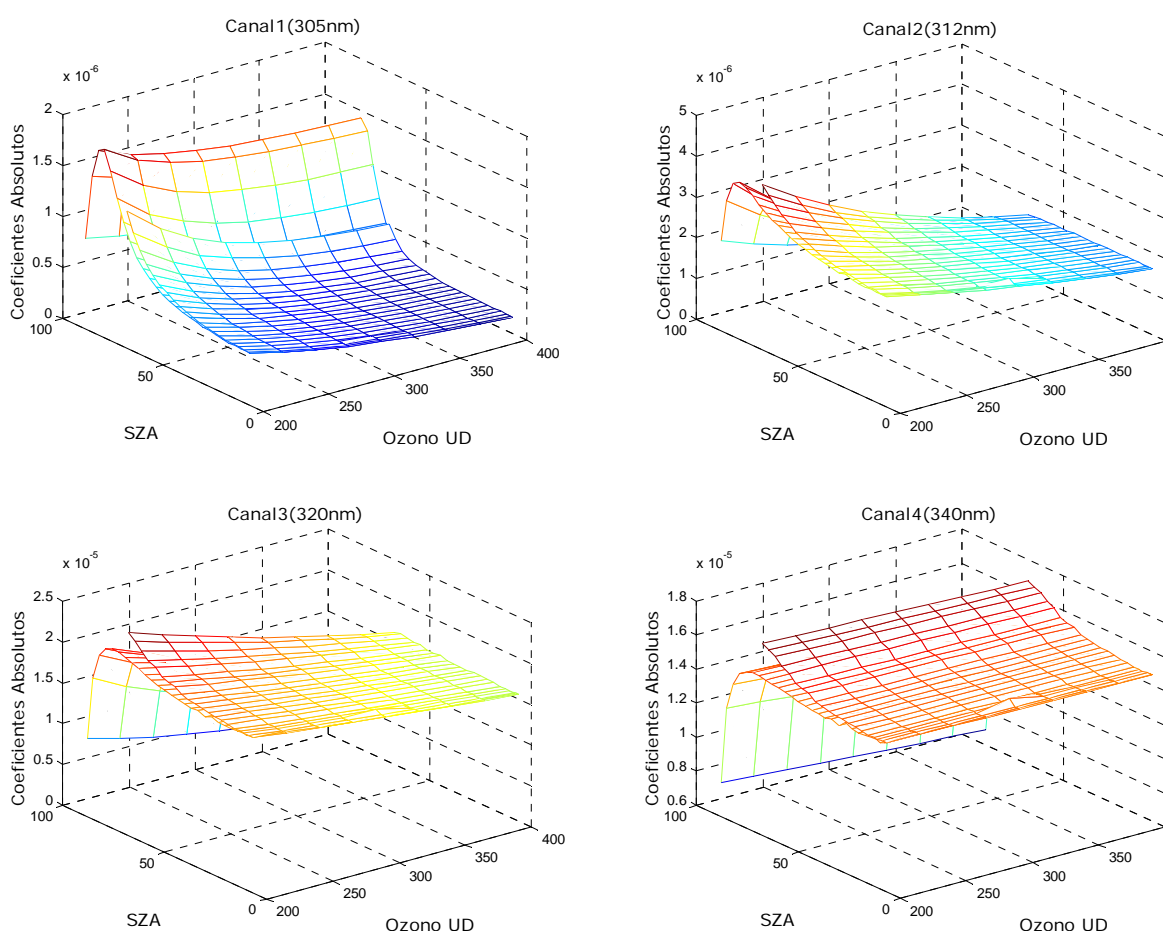 Canal1(305nm)
x 10-6
Coeficientes Absolutos
2
1.5
1
0.5
0
100
50
0
SZA
200
250
300
350
400
Ozono UD
Canal2(312nm)
x 10-6
Coeficientes Absolutos
5
4
3
2
1
0
100
50
0
SZA
200
250
300
350
Ozono UD
Canal3(320nm)
x 10-5
Coeficientes Absolutos
2.5
2
1.5
1
0.5
0
100
50
0
SZA
200
250
300
350
400
Ozono UD
Canal4(340nm)
x 10-5
Coeficientes Absolutos
1.8
1.6
1.4
1.2
1
0.8
0.6
100
50
0
SZA
200
250
300
350
Ozono UD